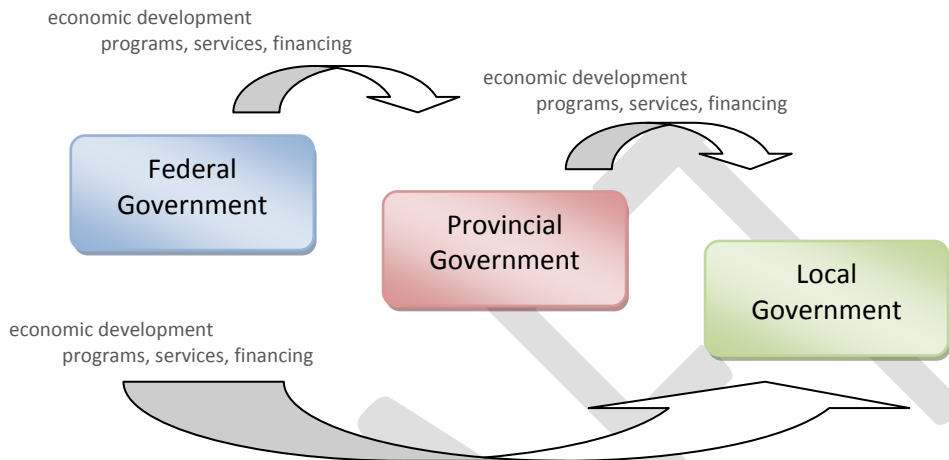 economic development
programs, services, financing
economic development
programs, services, financing
Federal
Government
Provincial
Government
Local
Government
economic development
programs, services, financing